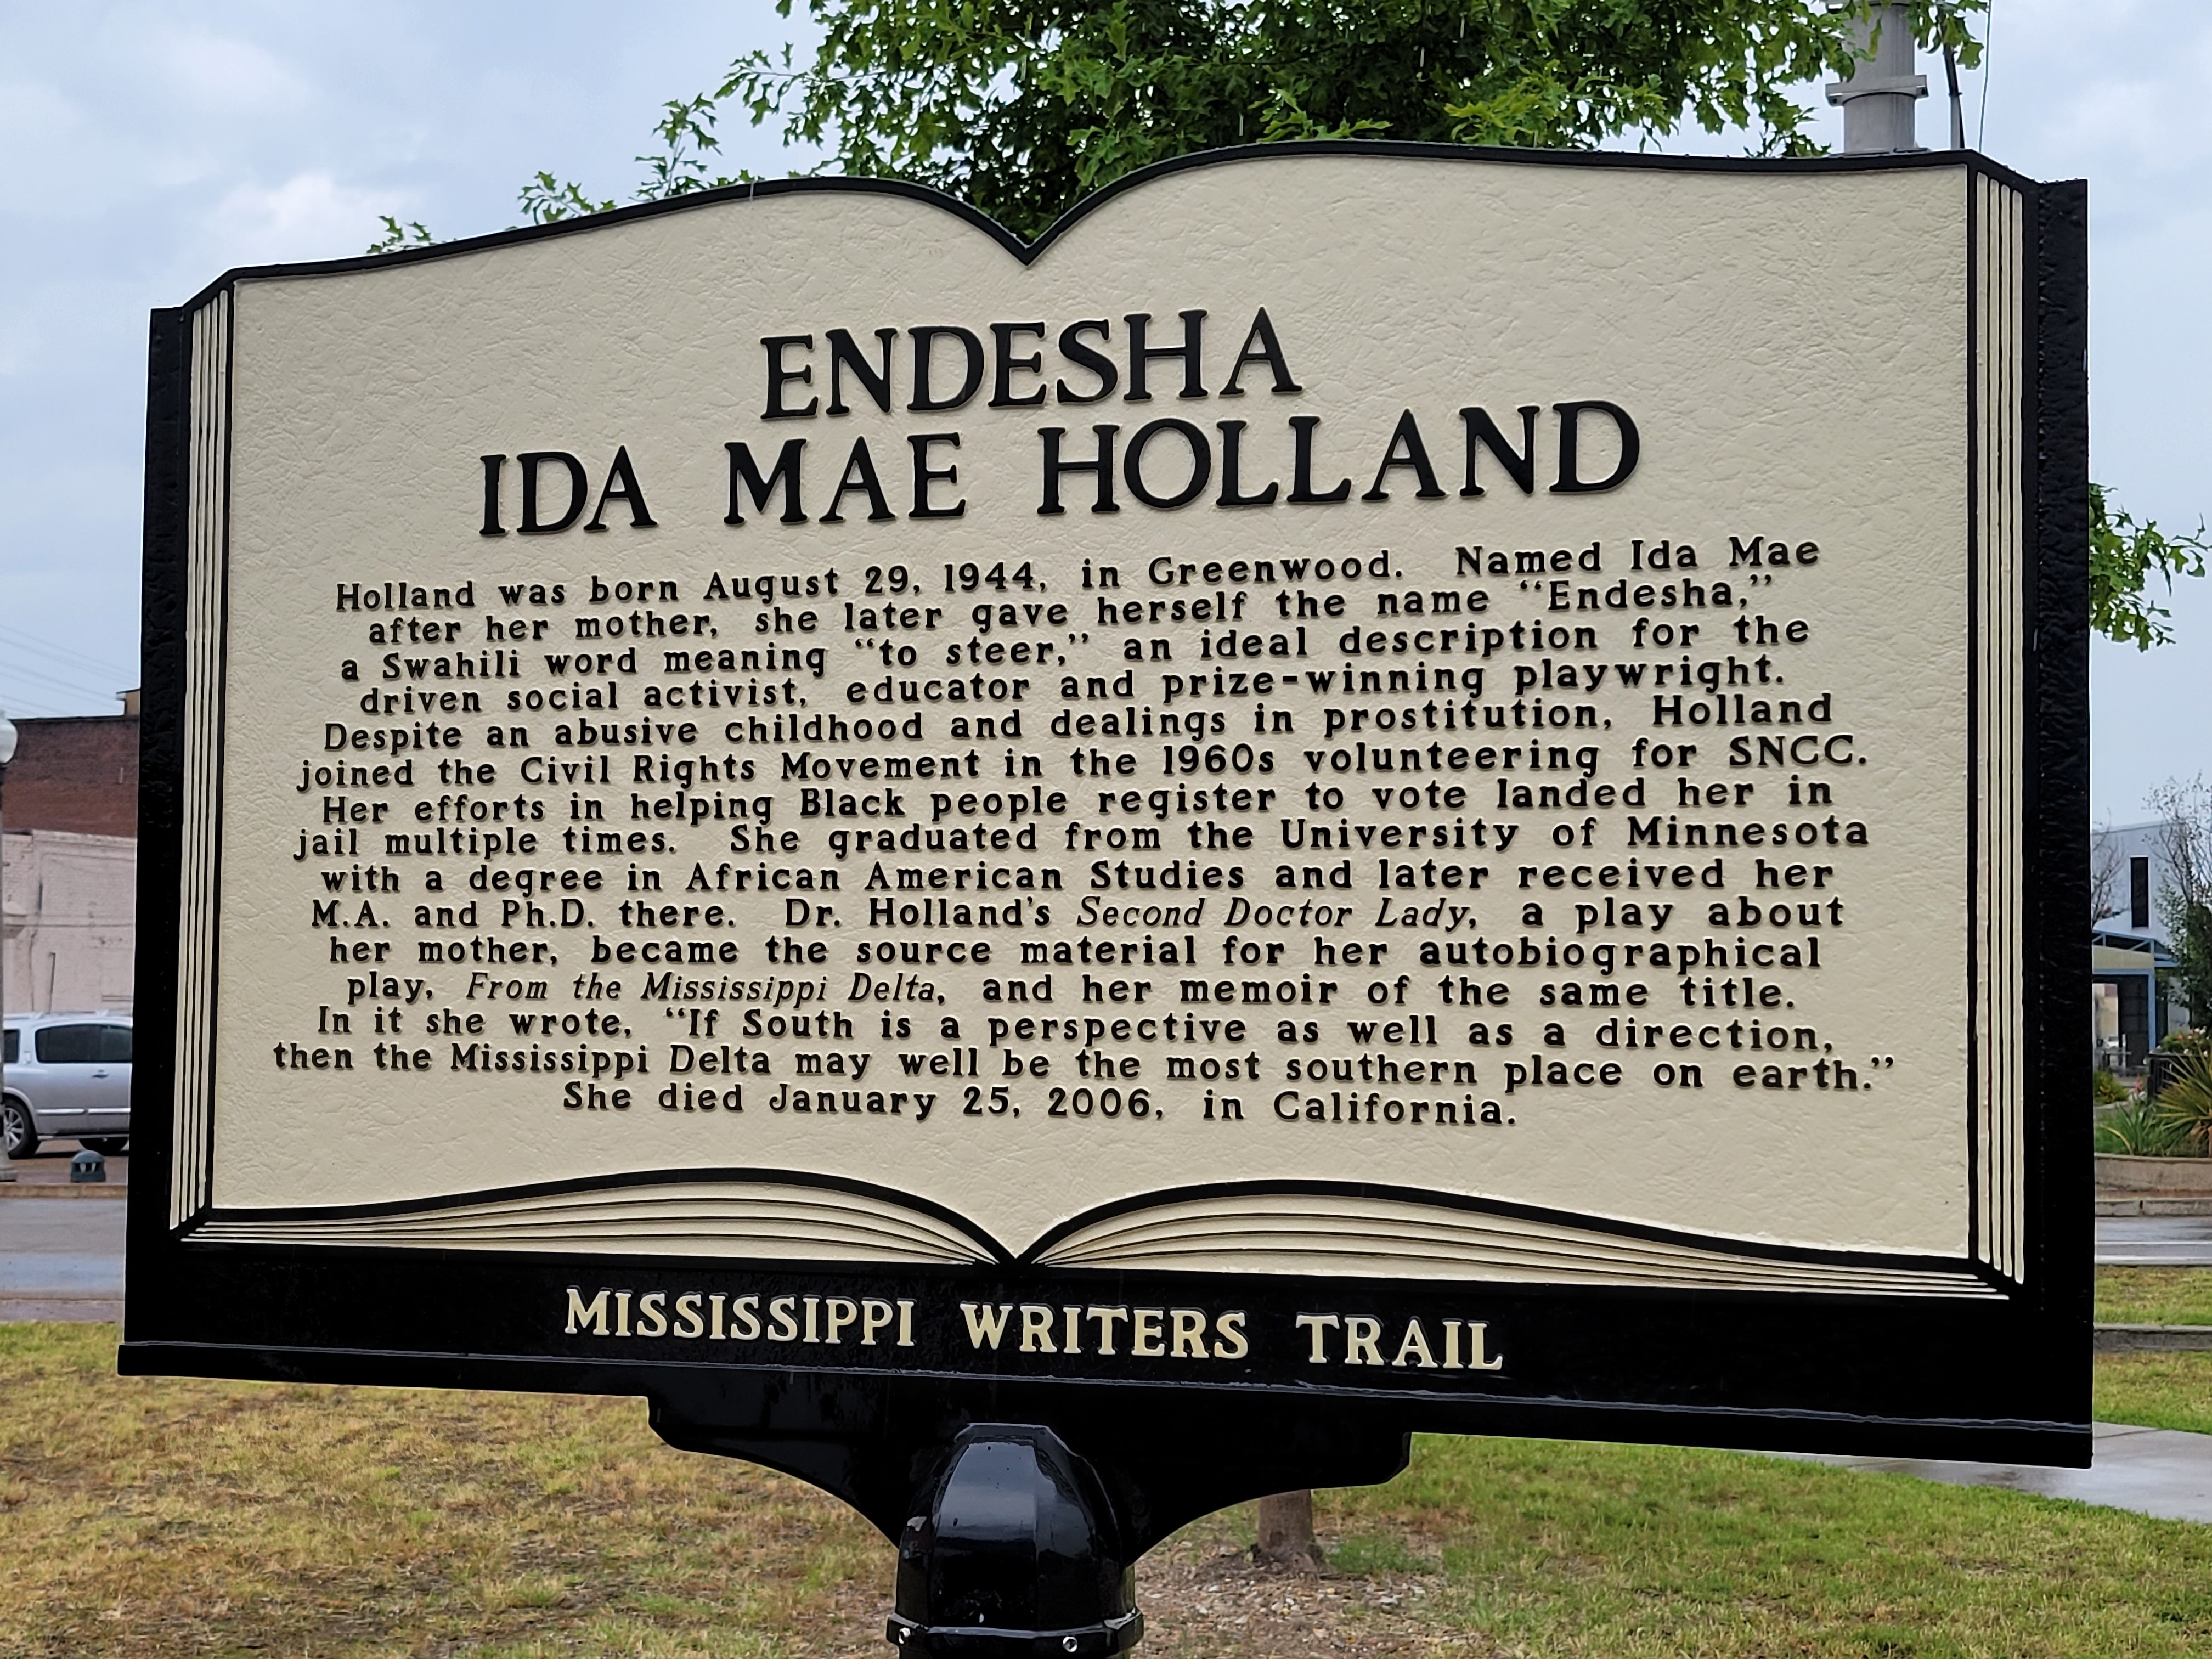 ENDESHA
IDA MAE HOLLAND
Holland was born August 29, 1944, in Greenwood. Named Ida Mae
after her mother, she later gave herself the name “Endesha,”
a Swahili word meaning “to steer,” an ideal description for the
driven social activist, educator and prize-winning playwright.
Despite an abusive childhood and dealings in prostitution, Holland
joined the Civil Rights Movement in the 1960s volunteering for SNCC.
Her efforts in helping Black people register to vote landed her in
jail multiple times. She graduated from the University of Minnesota
with a degree in African American Studies and later received her
M.A. and Ph.D. there. Dr. Holland's Second Doctor Lady, a play about
her mother, became the source material for her autobiographical
play, From the Mississippi Delta, and her memoir of the same title.
In it she wrote, “If South is a perspective as well as a direction,
then the Mississippi Delta may well be the most southern place on earth.”
She died January 25, 2006, in California.
MISSISSIPPI WRITERS TRAIL